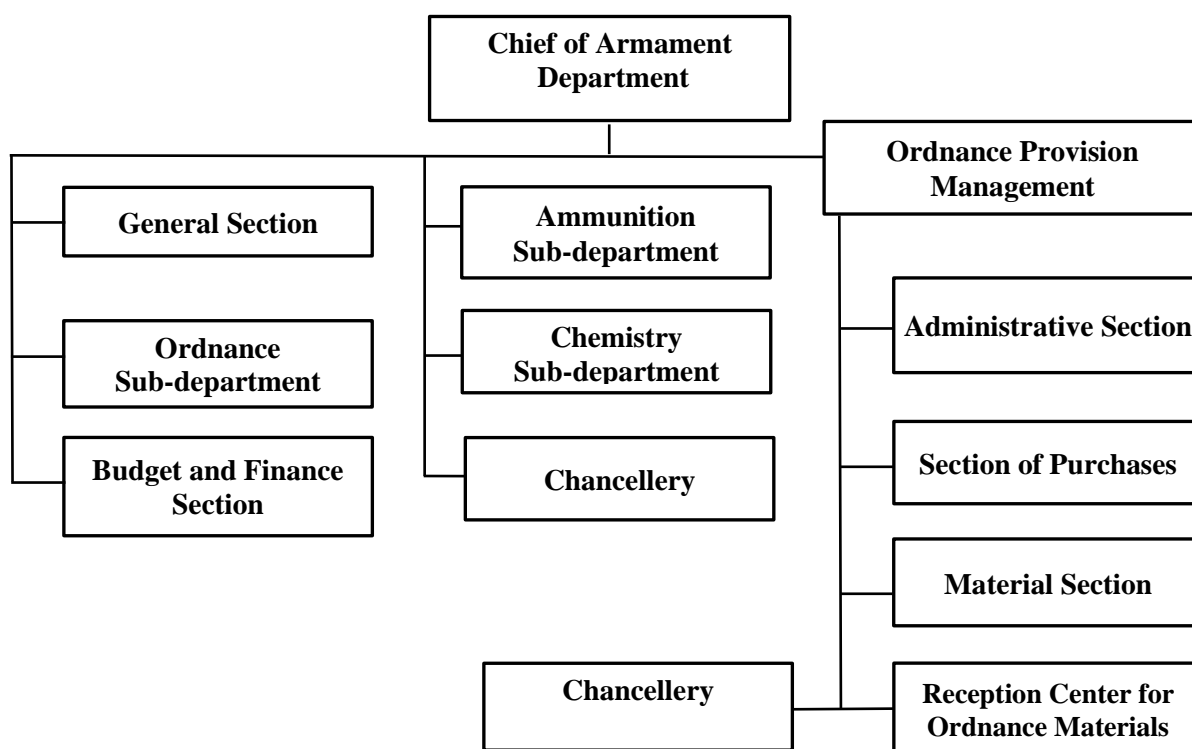 Chief of Armament
Department
Ordnance Provision
Management
General Section
Ammunition
Sub-department
Administrative Section
Ordnance
Sub-department
Chemistry
Sub-department
Budget and Finance
Section
Chancellery
Section of Purchases
Material Section
Chancellery
Reception Center for
Ordnance Materials